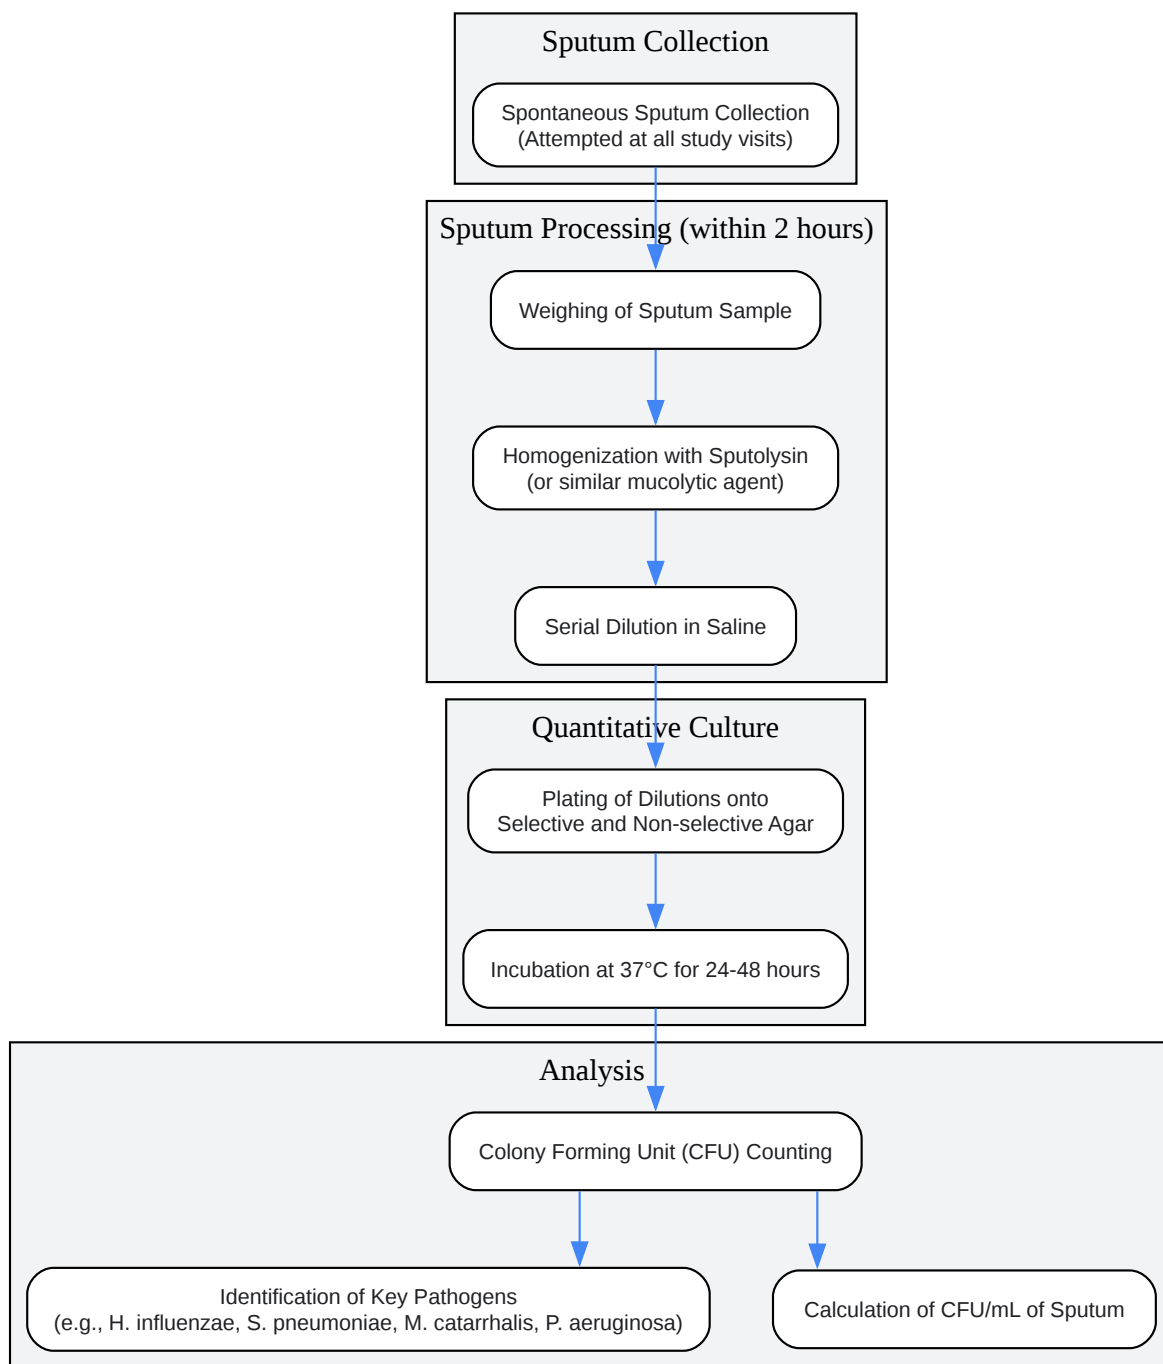 Sputum Collection
Spontaneous Sputum Collection
(Attempted at all study visits)
Sputum Processing (within 2 hours)
Weighing of Sputum Sample
Homogenization with Sputolysin
(or similar mucolytic agent)
Serial Dilution in Saline
Quantitative Culture
Plating of Dilutions onto
Selective and Non-selective Agar
Incubation at 37°C for 24-48 hours
Analysis
Colony Forming Unit (CFU) Counting
Identification of Key Pathogens
(e.g., H. influenzae, S. pneumoniae, M. catarrhalis, P. aeruginosa)
Calculation of CFU/mL of Sputum